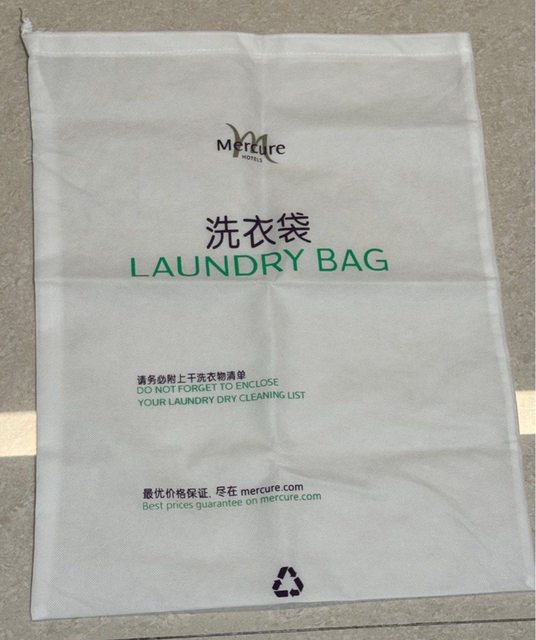 Mercure
HOTELS
洗衣袋
LAUNDRY BAG
请务必附上干洗衣物清单
DO NOT FORGET TO ENCLOSE
YOUR LAUNDRY DRY CLEANING LIST
最优价格保证, 尽在 mercure.com
Best prices guarantee on mercure.com